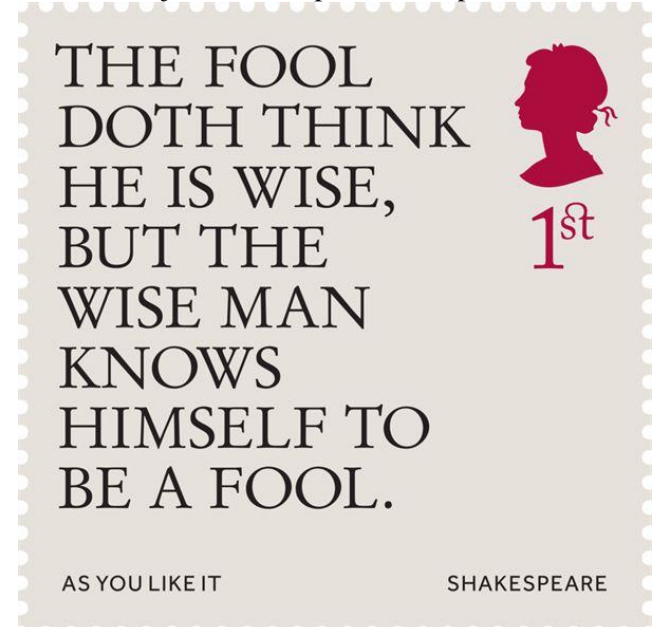 THE FOOL
DOTH THINK
HE IS WISE,
BUT THE
WISE MAN
KNOWS
HIMSELF TO
BE A FOOL.
1st
AS YOU LIKE IT
SHAKESPEARE